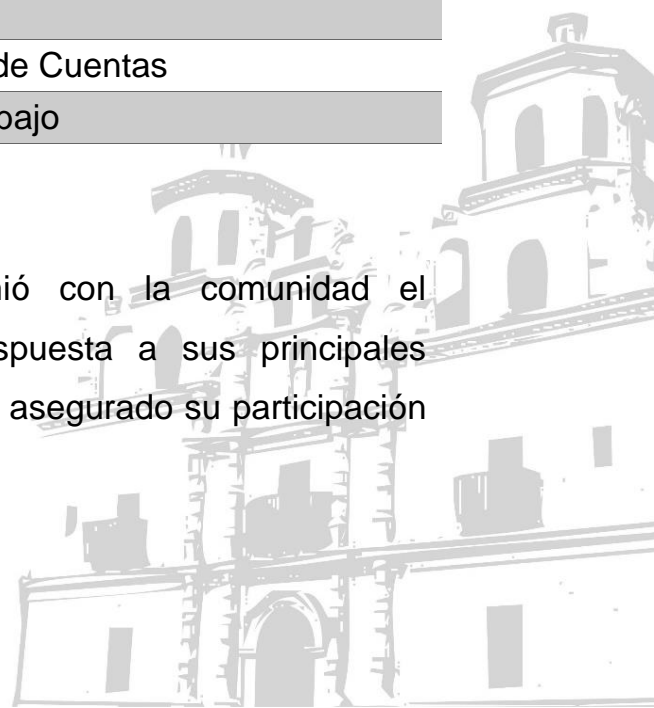 de Cuentas
bajo
nió con la comunidad el
spuesta a sus principales
asegurado su participación